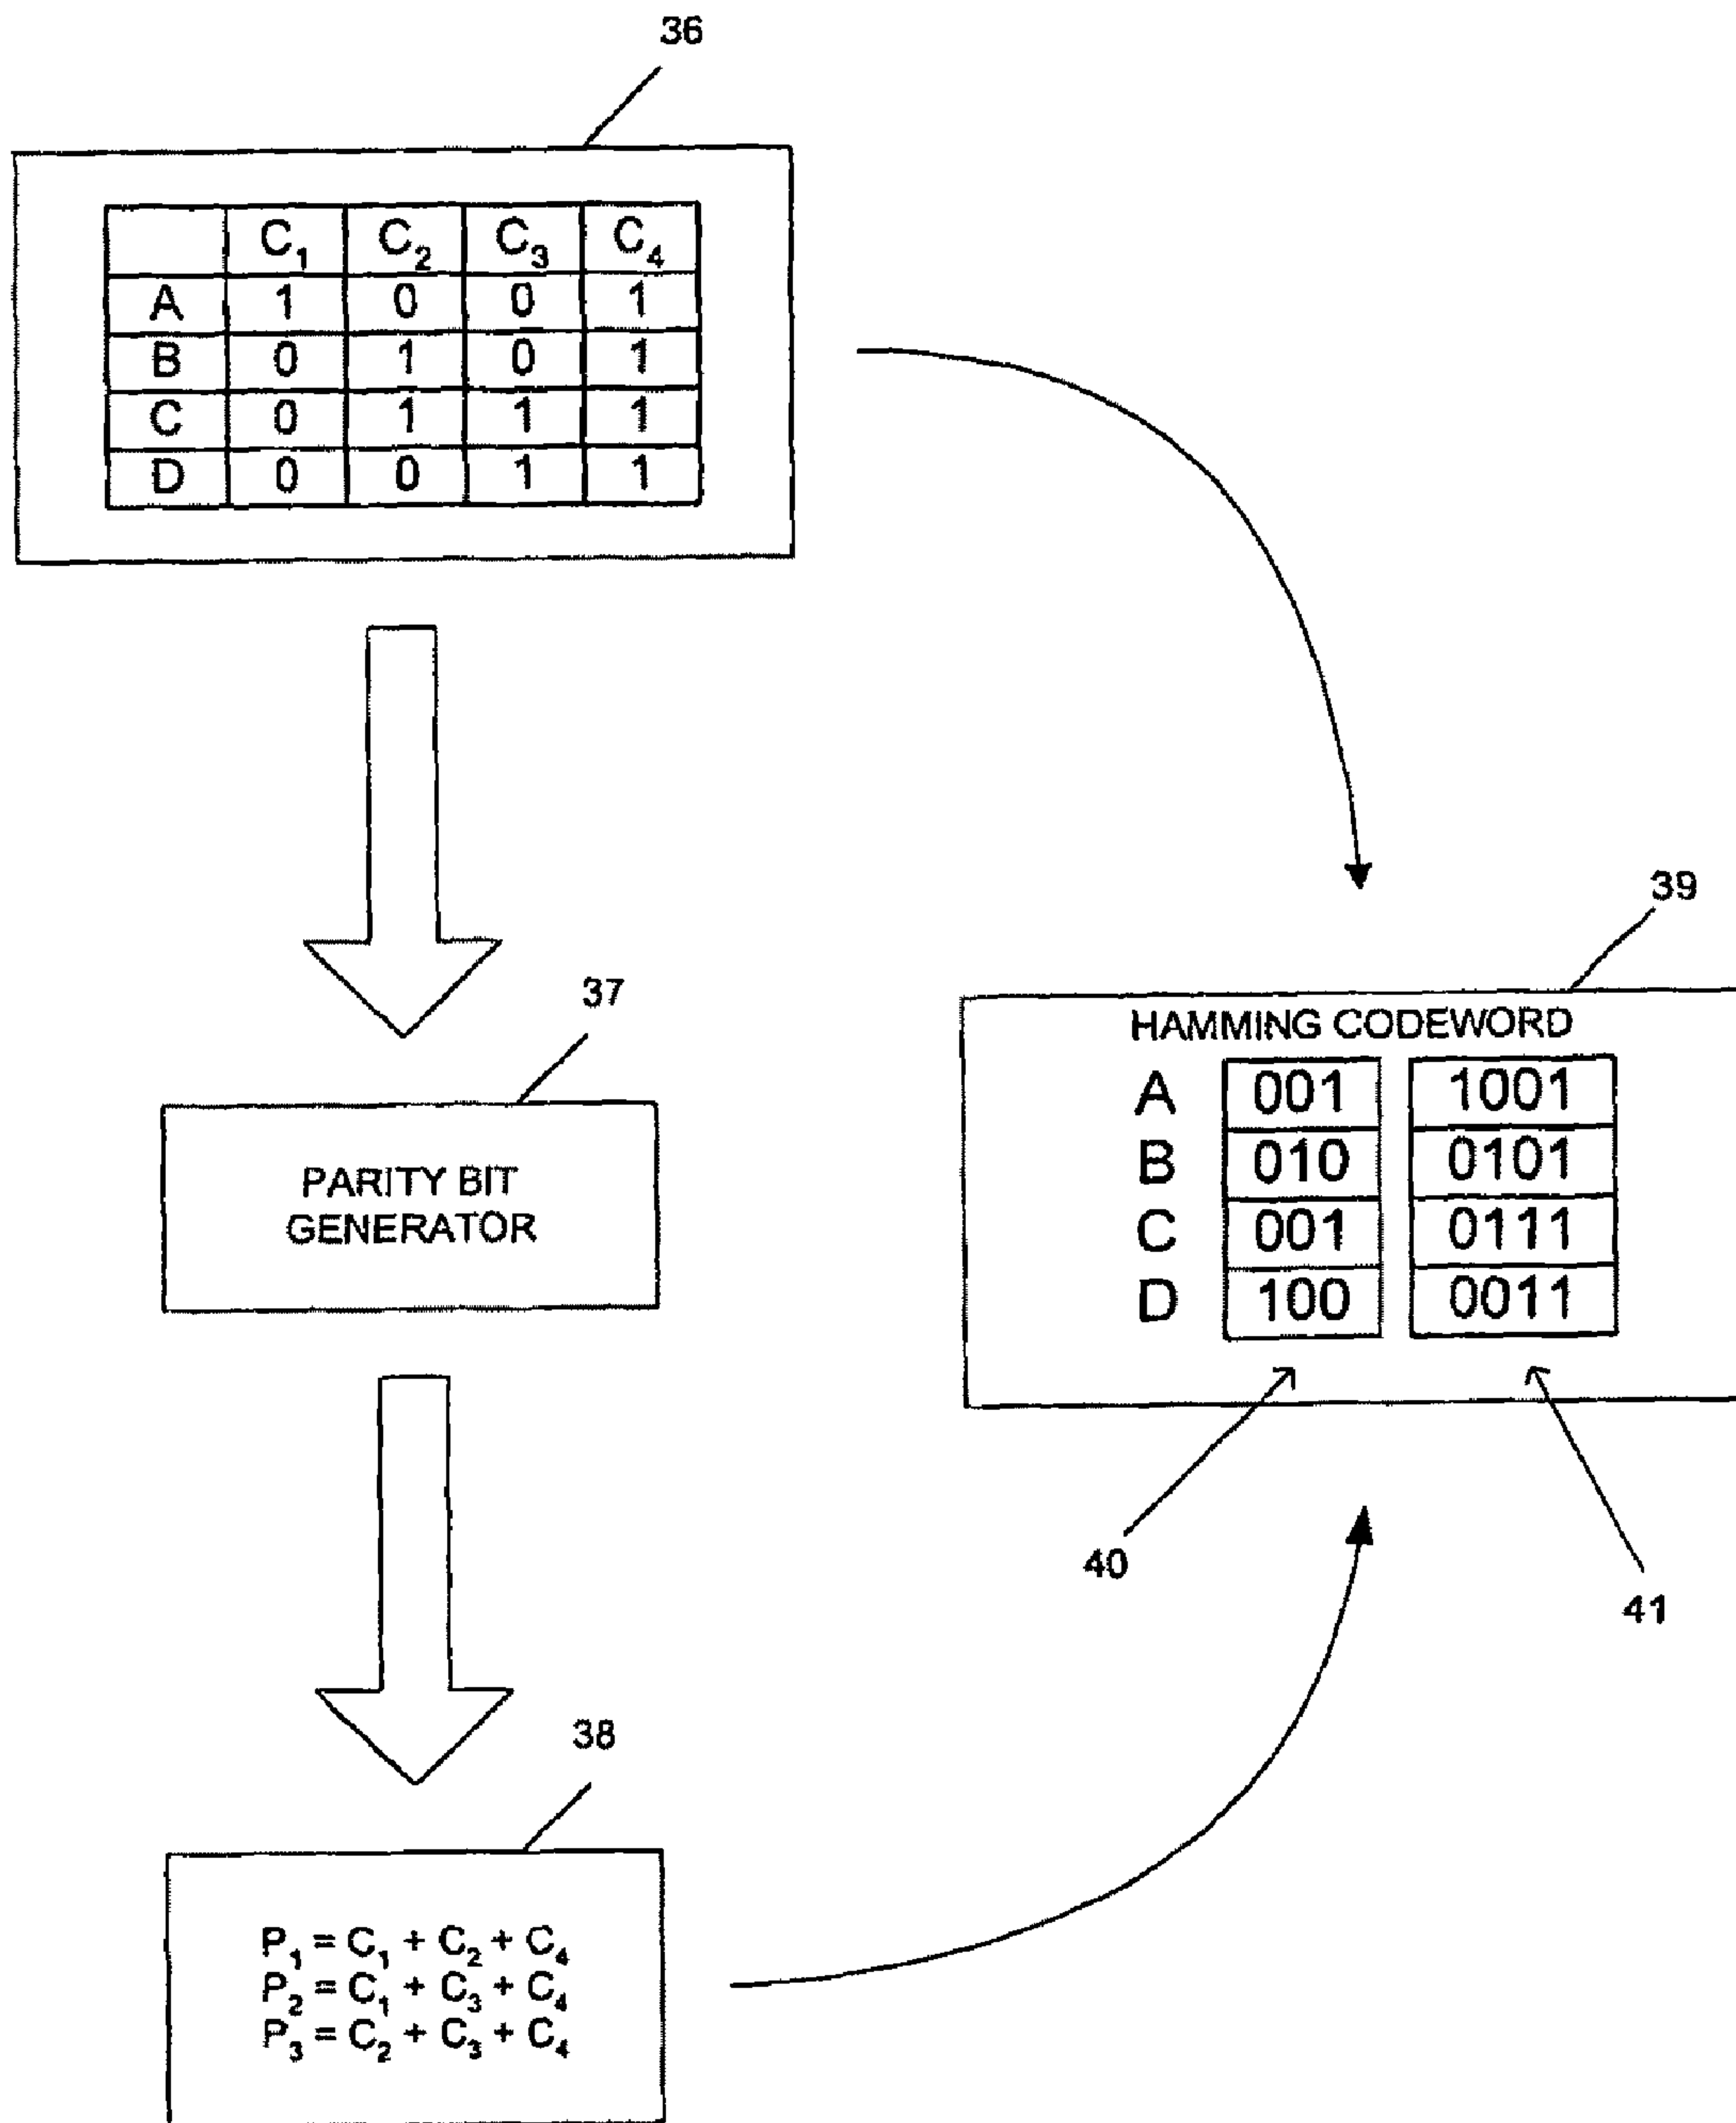 36
C₁ C₂ C₃ C₄
A 1 0 0 1
B 0 1 0 1
C 0 1 1 1
D 0 0 1 1
37
PARITY BIT
GENERATOR
38
P₁ = C₁ + C₂ + C₄
P₂ = C₁ + C₃ + C₄
P₃ = C₂ + C₃ + C₄
39
HAMMING CODEWORD
A 001 1001
B 010 0101
C 001 0111
D 100 0011
40
41